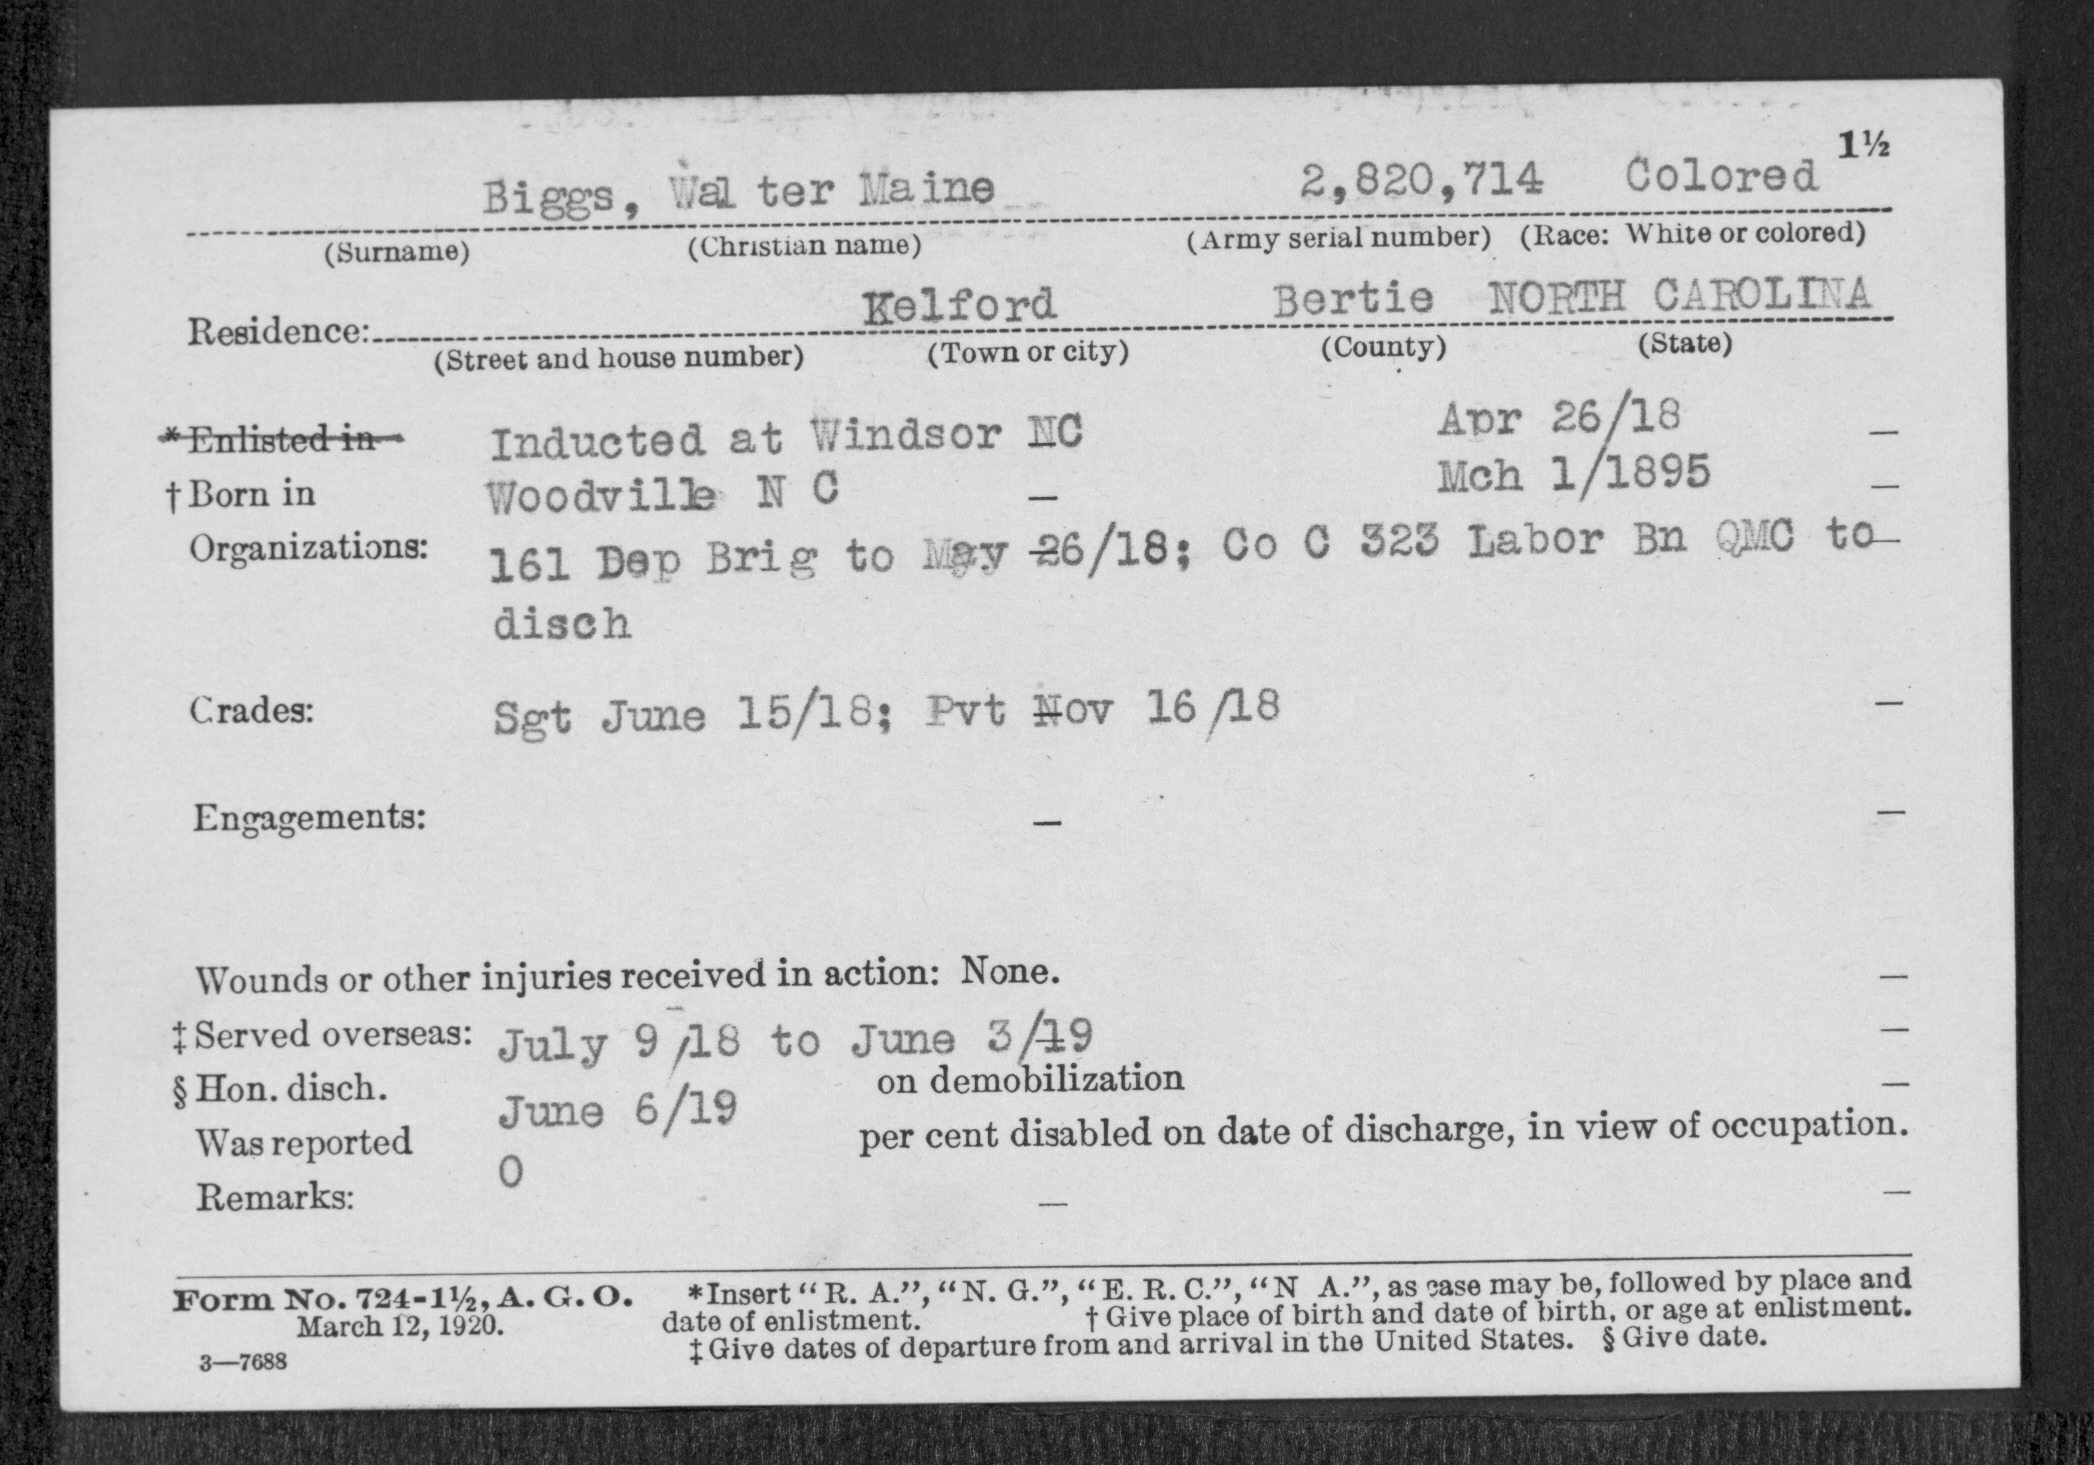 1½
Biggs, Walter Maine 2,820,714 Colored
(Surname) (Christian name) (Army serial number) (Race: White or colored)
Residence: Kelford Bertie NORTH CAROLINA
(Street and house number) (Town or city) (County) (State)
*Enlisted in Inducted at Windsor NC Apr 26/18 —
†Born in Woodville N C — Mch 1/1895 —
Organizations: 161 Dep Brig to May 26/18; Co C 323 Labor Bn QMC to —
disch
Grades: Sgt June 15/18; Pvt Nov 16/18 —
Engagements: — —
Wounds or other injuries received in action: None. —
‡Served overseas: July 9/18 to June 3/19 —
§Hon. disch. June 6/19 on demobilization —
Was reported 0 per cent disabled on date of discharge, in view of occupation.
Remarks: — —
Form No. 724-1½, A. G. O. *Insert "R. A.", "N. G.", "E. R. C.", "N A.", as case may be, followed by place and
March 12, 1920. date of enlistment. †Give place of birth and date of birth, or age at enlistment.
‡Give dates of departure from and arrival in the United States. §Give date.
3—7688